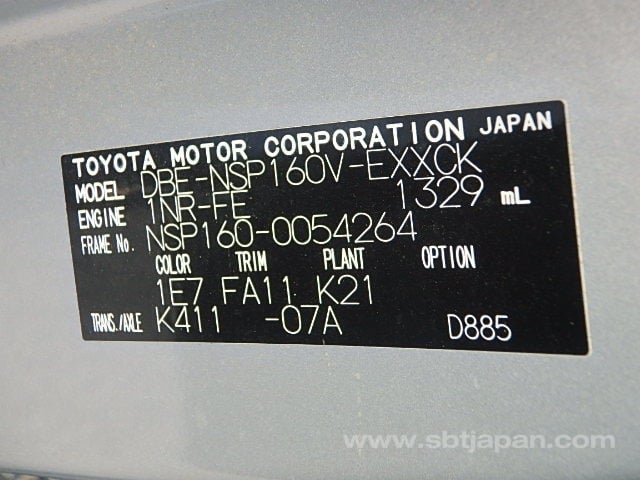 TOYOTA MOTOR CORPORATION JAPAN
MODEL DBE-NSP160V-EXXCK
ENGINE 1NR-FE 1329 mL
FRAME No. NSP160-0054264
COLOR TRIM PLANT OPTION
1E7 FA11 K21
TRANS./AXLE K411 -07A D885
www.sbtjapan.com